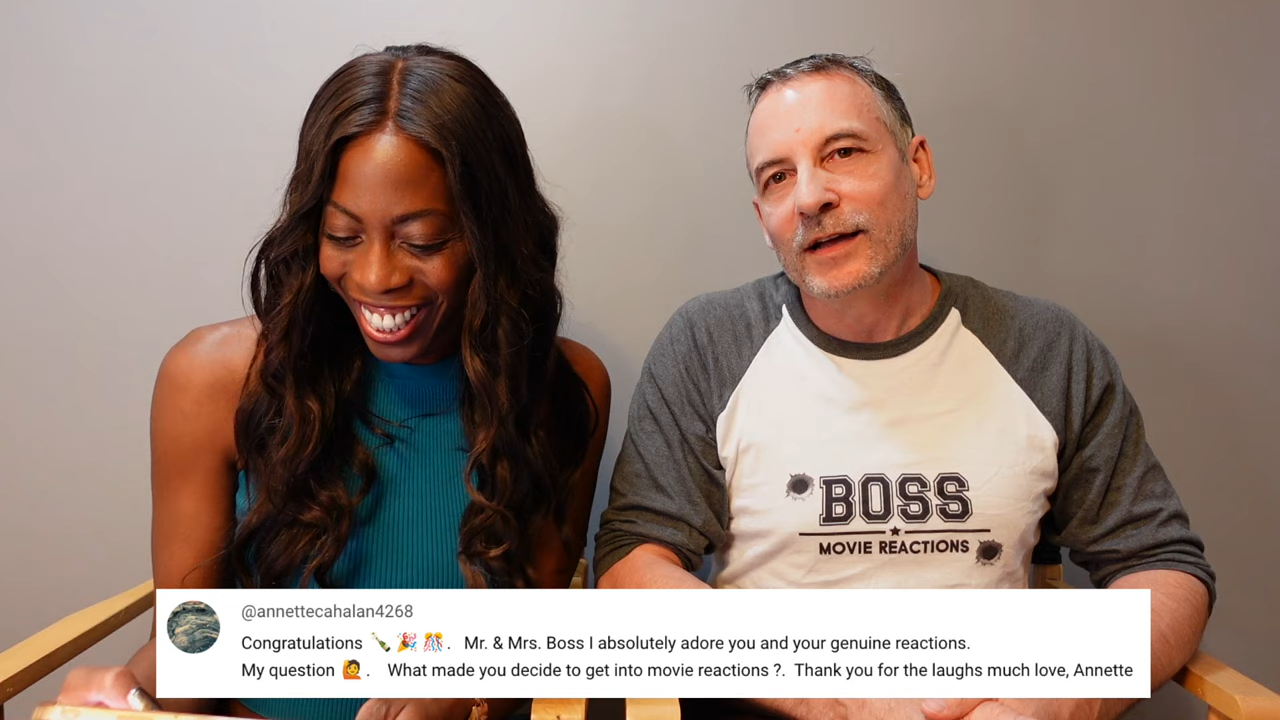 BOSS
MOVIE REACTIONS
@annettecahalan4268
Congratulations 🍾 🎉 🎊. Mr. & Mrs. Boss I absolutely adore you and your genuine reactions.
My question 🙋. What made you decide to get into movie reactions ?. Thank you for the laughs much love, Annette